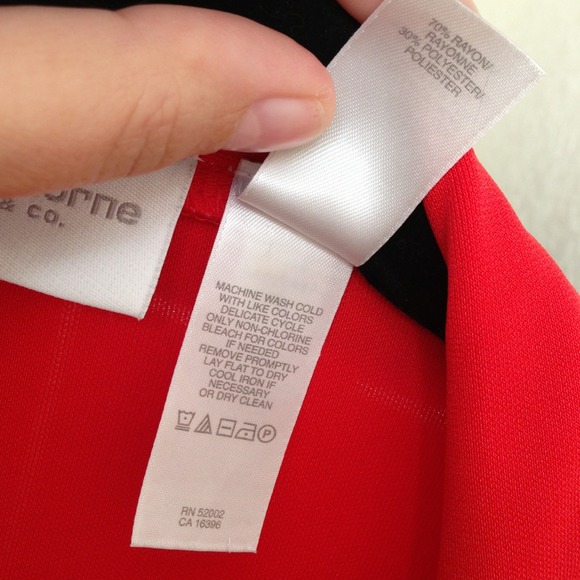 70% RAYON/
RAYONNE
30% POLYESTER/
POLIESTER
& CO.
MACHINE WASH COLD
WITH LIKE COLORS
DELICATE CYCLE
ONLY NON-CHLORINE
BLEACH FOR COLORS
IF NEEDED
REMOVE PROMPTLY
LAY FLAT TO DRY
COOL IRON IF
NECESSARY
OR DRY CLEAN
P
RN 52002
CA 16396